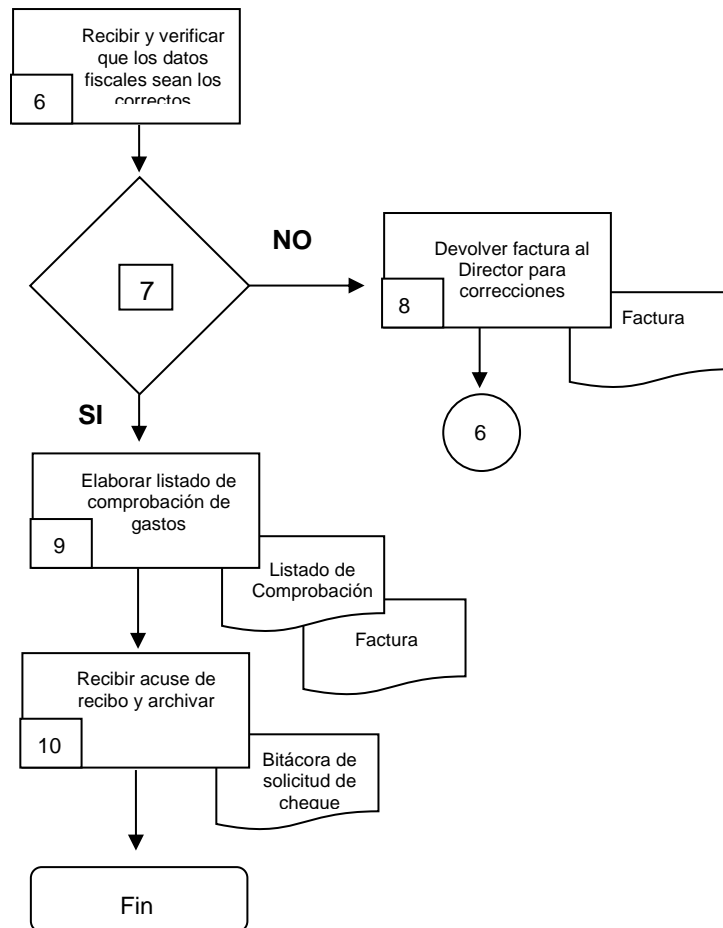 Recibir y verificar
que los datos
fiscales sean los
correctos
6
7
NO
Devolver factura al
Director para
correcciones
8
Factura
6
SI
Elaborar listado de
comprobación de
gastos
9
Listado de
Comprobación
Factura
Recibir acuse de
recibo y archivar
10
Bitácora de
solicitud de
cheque
Fin